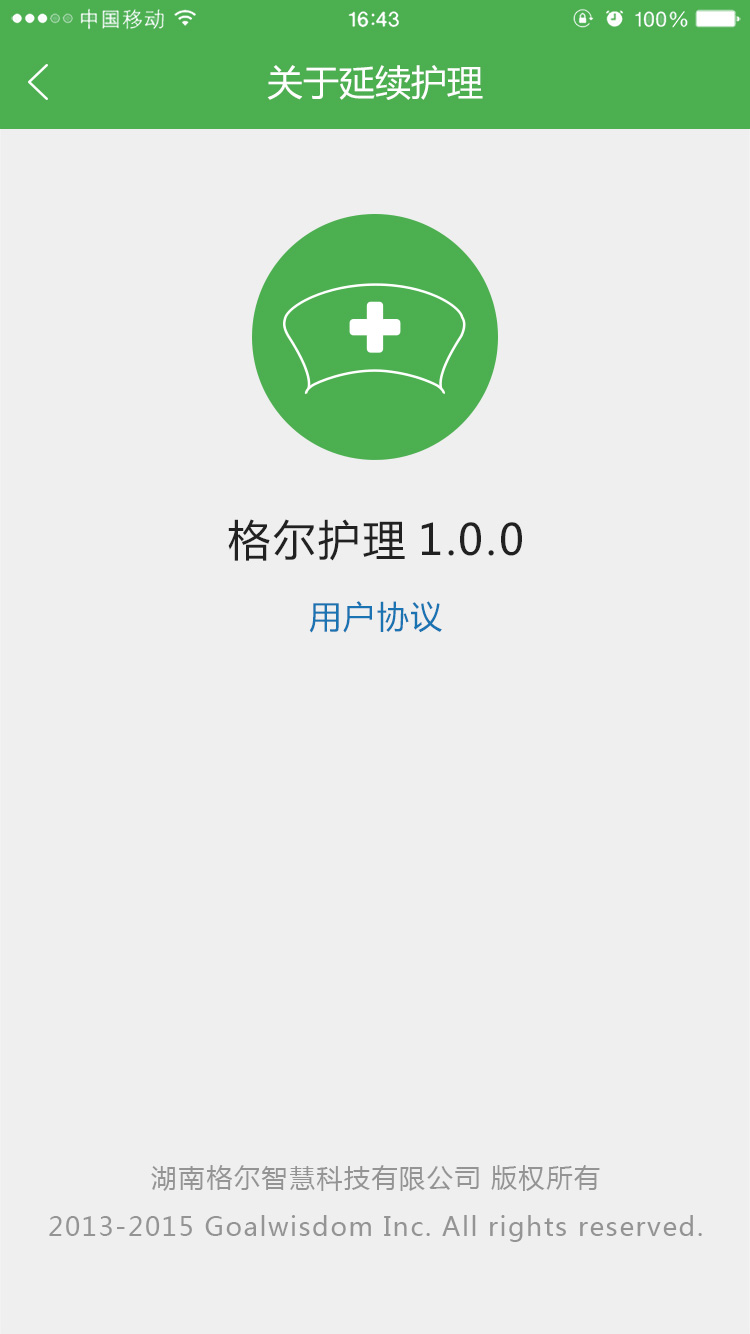 中国移动 16:43 100%
关于延续护理
格尔护理 1.0.0
用户协议
湖南格尔智慧科技有限公司 版权所有
2013-2015 Goalwisdom Inc. All rights reserved.